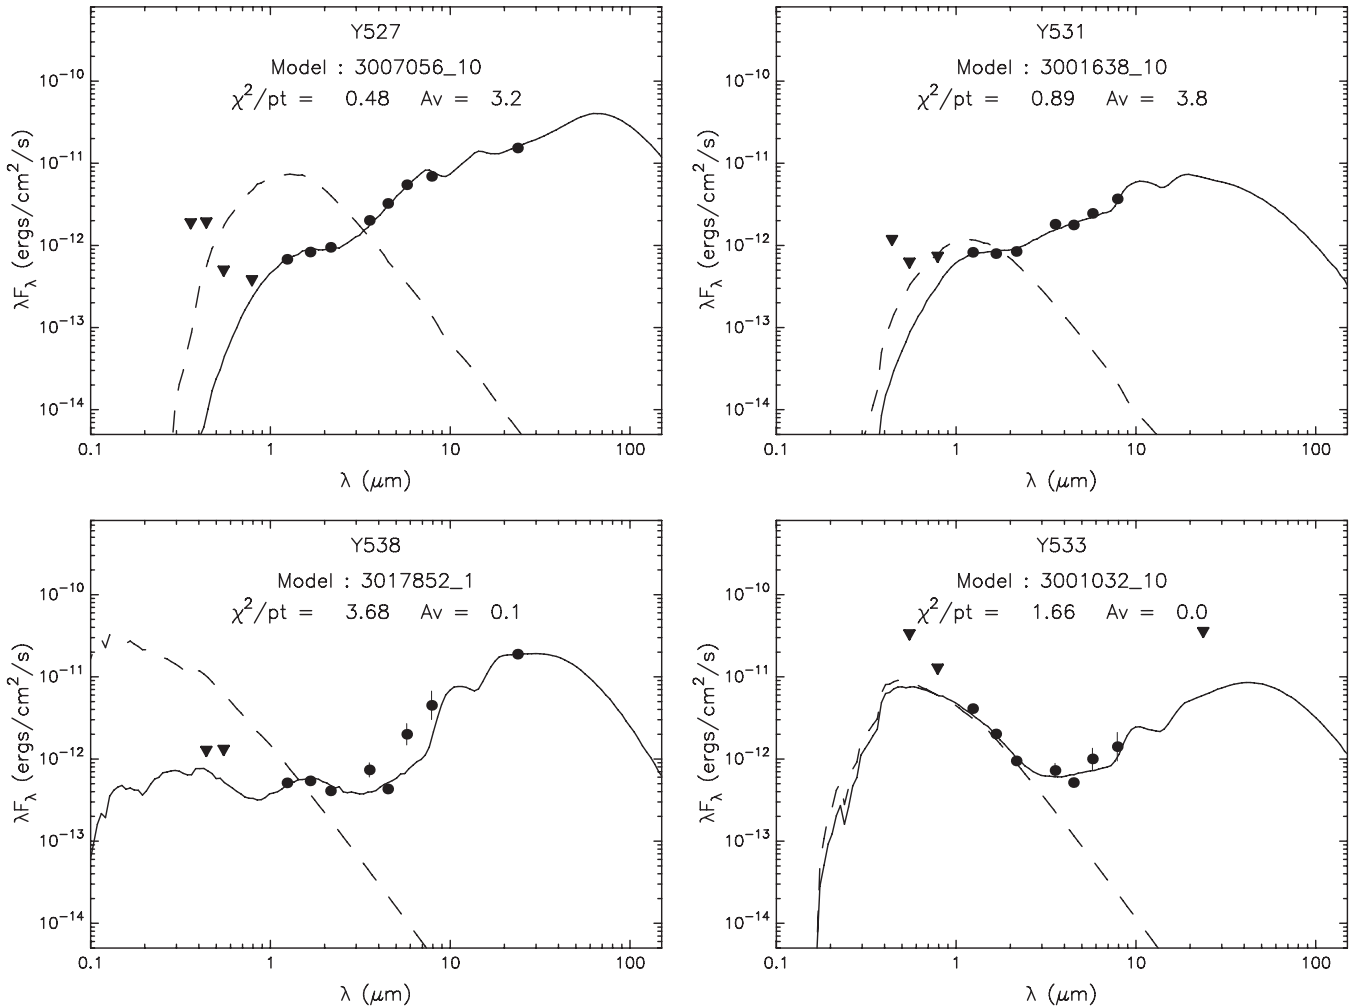 Y527
Model : 3007056_10
χ²/pt = 0.48 Av = 3.2
10⁻¹⁰
10⁻¹¹
10⁻¹²
10⁻¹³
10⁻¹⁴
λF_λ (ergs/cm²/s)
0.1 1 10 100
λ (μm)
Y531
Model : 3001638_10
χ²/pt = 0.89 Av = 3.8
10⁻¹⁰
10⁻¹¹
10⁻¹²
10⁻¹³
10⁻¹⁴
λF_λ (ergs/cm²/s)
0.1 1 10 100
λ (μm)
Y538
Model : 3017852_1
χ²/pt = 3.68 Av = 0.1
10⁻¹⁰
10⁻¹¹
10⁻¹²
10⁻¹³
10⁻¹⁴
λF_λ (ergs/cm²/s)
0.1 1 10 100
λ (μm)
Y533
Model : 3001032_10
χ²/pt = 1.66 Av = 0.0
10⁻¹⁰
10⁻¹¹
10⁻¹²
10⁻¹³
10⁻¹⁴
λF_λ (ergs/cm²/s)
0.1 1 10 100
λ (μm)